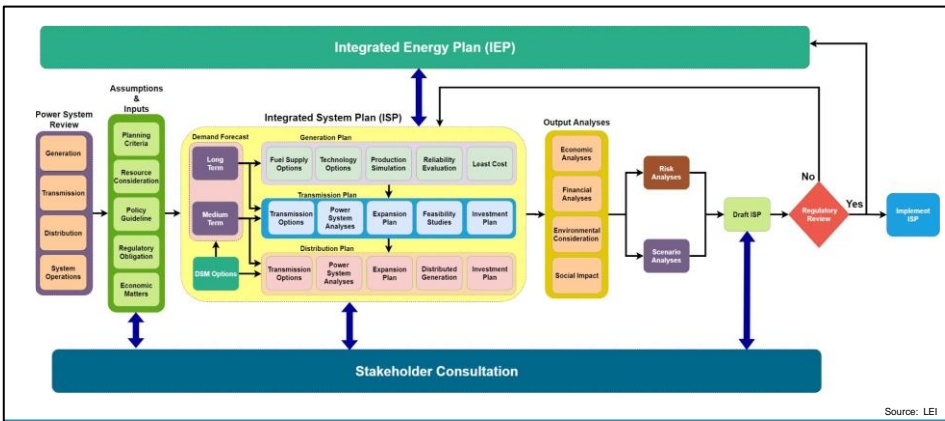 Integrated Energy Plan (IEP)
Power System
Review
Generation
Transmission
Distribution
System
Operations
Assumptions
&
Inputs
Planning
Criteria
Resource
Consideration
Policy
Guideline
Regulatory
Obligation
Economic
Matters
Integrated System Plan (ISP)
Demand Forecast
Long
Term
Medium
Term
DSM Options
Generation Plan
Fuel Supply
Options
Technology
Options
Production
Simulation
Reliability
Evaluation
Least Cost
Transmission Plan
Transmission
Options
Power
System
Analyses
Expansion
Plan
Feasibility
Studies
Investment
Plan
Distribution Plan
Transmission
Options
Power
System
Analyses
Expansion
Plan
Distributed
Generation
Investment
Plan
Output Analyses
Economic
Analyses
Financial
Analyses
Environmental
Consideration
Social Impact
Risk
Analyses
Scenario
Analyses
Draft ISP
No
Regulatory
Review
Yes
Implement
ISP
Stakeholder Consultation
Source: LEI